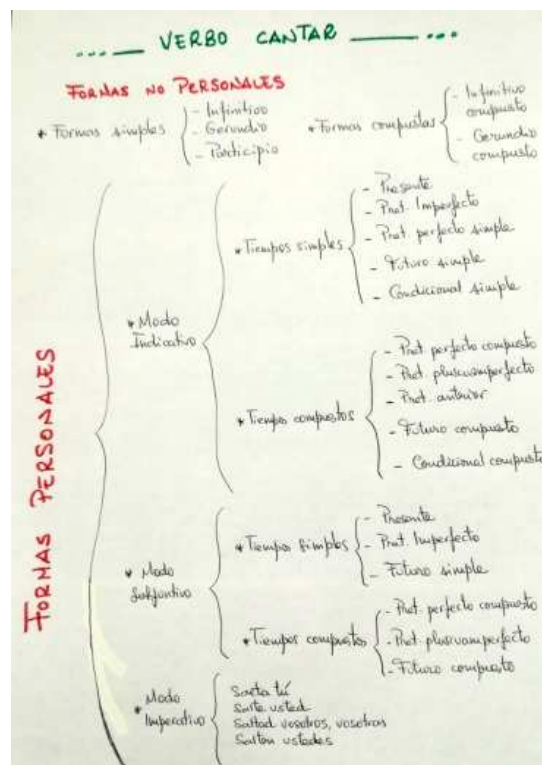 VERBO CANTAR
FORMAS NO PERSONALES
* Formas simples
- Infinitivo
- Gerundio
- Participio
* Formas compuestas
- Infinitivo
compuesto
- Gerundio
compuesto
FORMAS PERSONALES
* Modo
Indicativo
* Tiempos simples
- Presente
- Pret. Imperfecto
- Pret perfecto simple
- Futuro simple
- Condicional simple
* Tiempos compuestos
- Pret perfecto compuesto
- Pret. pluscuamperfecto
- Pret. anterior
- Futuro compuesto
- Condicional compuesto
* Modo
Subjuntivo
* Tiempos simples
- Presente
- Pret. Imperfecto
- Futuro simple
* Tiempos compuestos
- Pret. perfecto compuesto
- Pret. pluscuamperfecto
- Futuro compuesto
* Modo
Imperativo
Salta tú
Salte usted
Saltad vosotros, vosotras
Salten ustedes